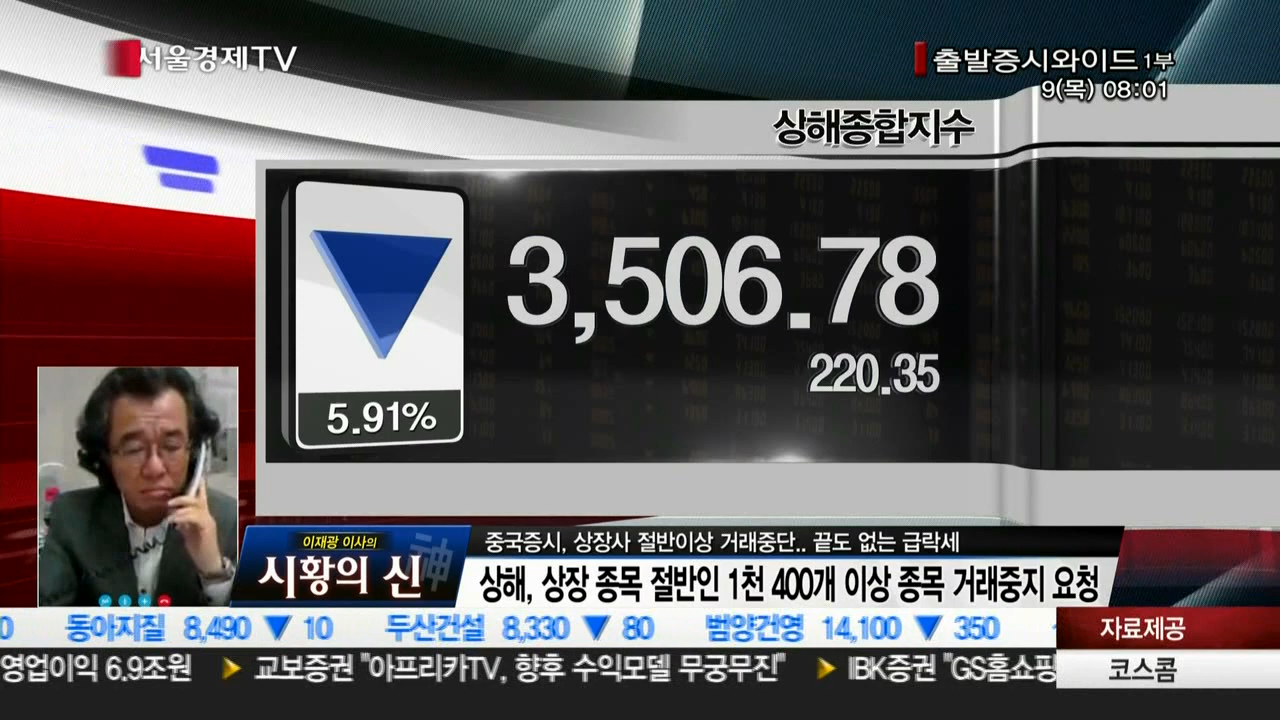 서울경제TV
출발증시와이드 1부
9(목) 08:01
상해종합지수
3,506.78
220.35
5.91%
이재광 이사의
시황의 신
神
중국증시, 상장사 절반이상 거래중단.. 끝도 없는 급락세
상해, 상장 종목 절반인 1천 400개 이상 종목 거래중지 요청
0 동아지질 8,490 ▼ 10 두산건설 8,330 ▼ 80 범양건영 14,100 ▼ 350
자료제공
영업이익 6.9조원 ▶ 교보증권 "아프리카TV, 향후 수익모델 무궁무진" ▶ IBK증권 "GS홈쇼핑
코스콤